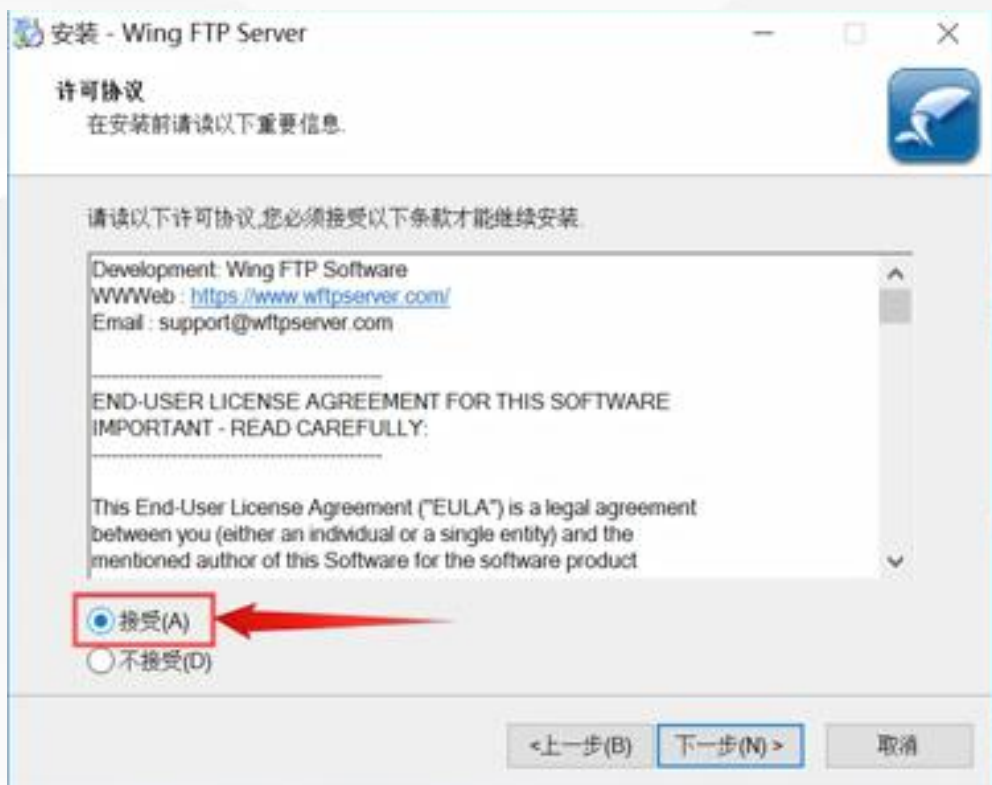 安装 - Wing FTP Server
许可协议
在安装前请读以下重要信息.
请读以下许可协议,您必须接受以下条款才能继续安装.
Development: Wing FTP Software
WWWeb : https://www.wftpserver.com/
Email : support@wftpserver.com
--------------------------------------------------
END-USER LICENSE AGREEMENT FOR THIS SOFTWARE
IMPORTANT - READ CAREFULLY:
--------------------------------------------------
This End-User License Agreement ("EULA") is a legal agreement
between you (either an individual or a single entity) and the
mentioned author of this Software for the software product
接受(A)
不接受(D)
<上一步(B) 下一步(N) > 取消